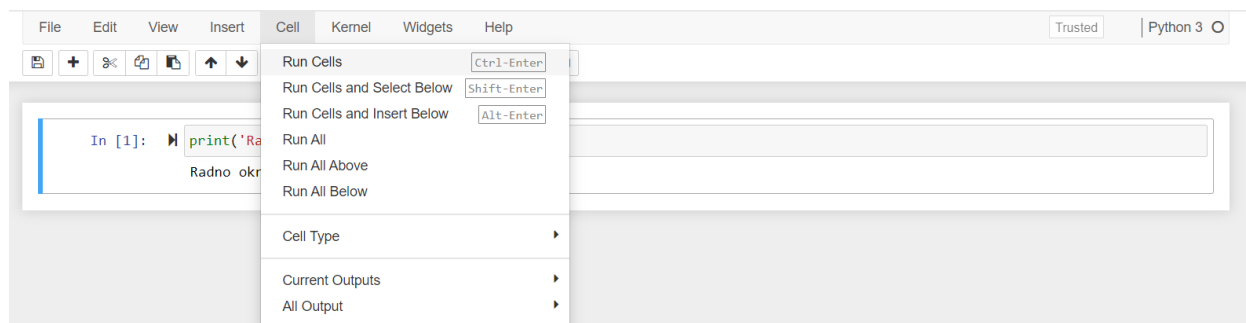 File Edit View Insert Cell Kernel Widgets Help Trusted Python 3
Run Cells Ctrl-Enter
Run Cells and Select Below Shift-Enter
Run Cells and Insert Below Alt-Enter
In [1]: print('Ra
Run All
Radno okr
Run All Above
Run All Below
Cell Type
Current Outputs
All Output